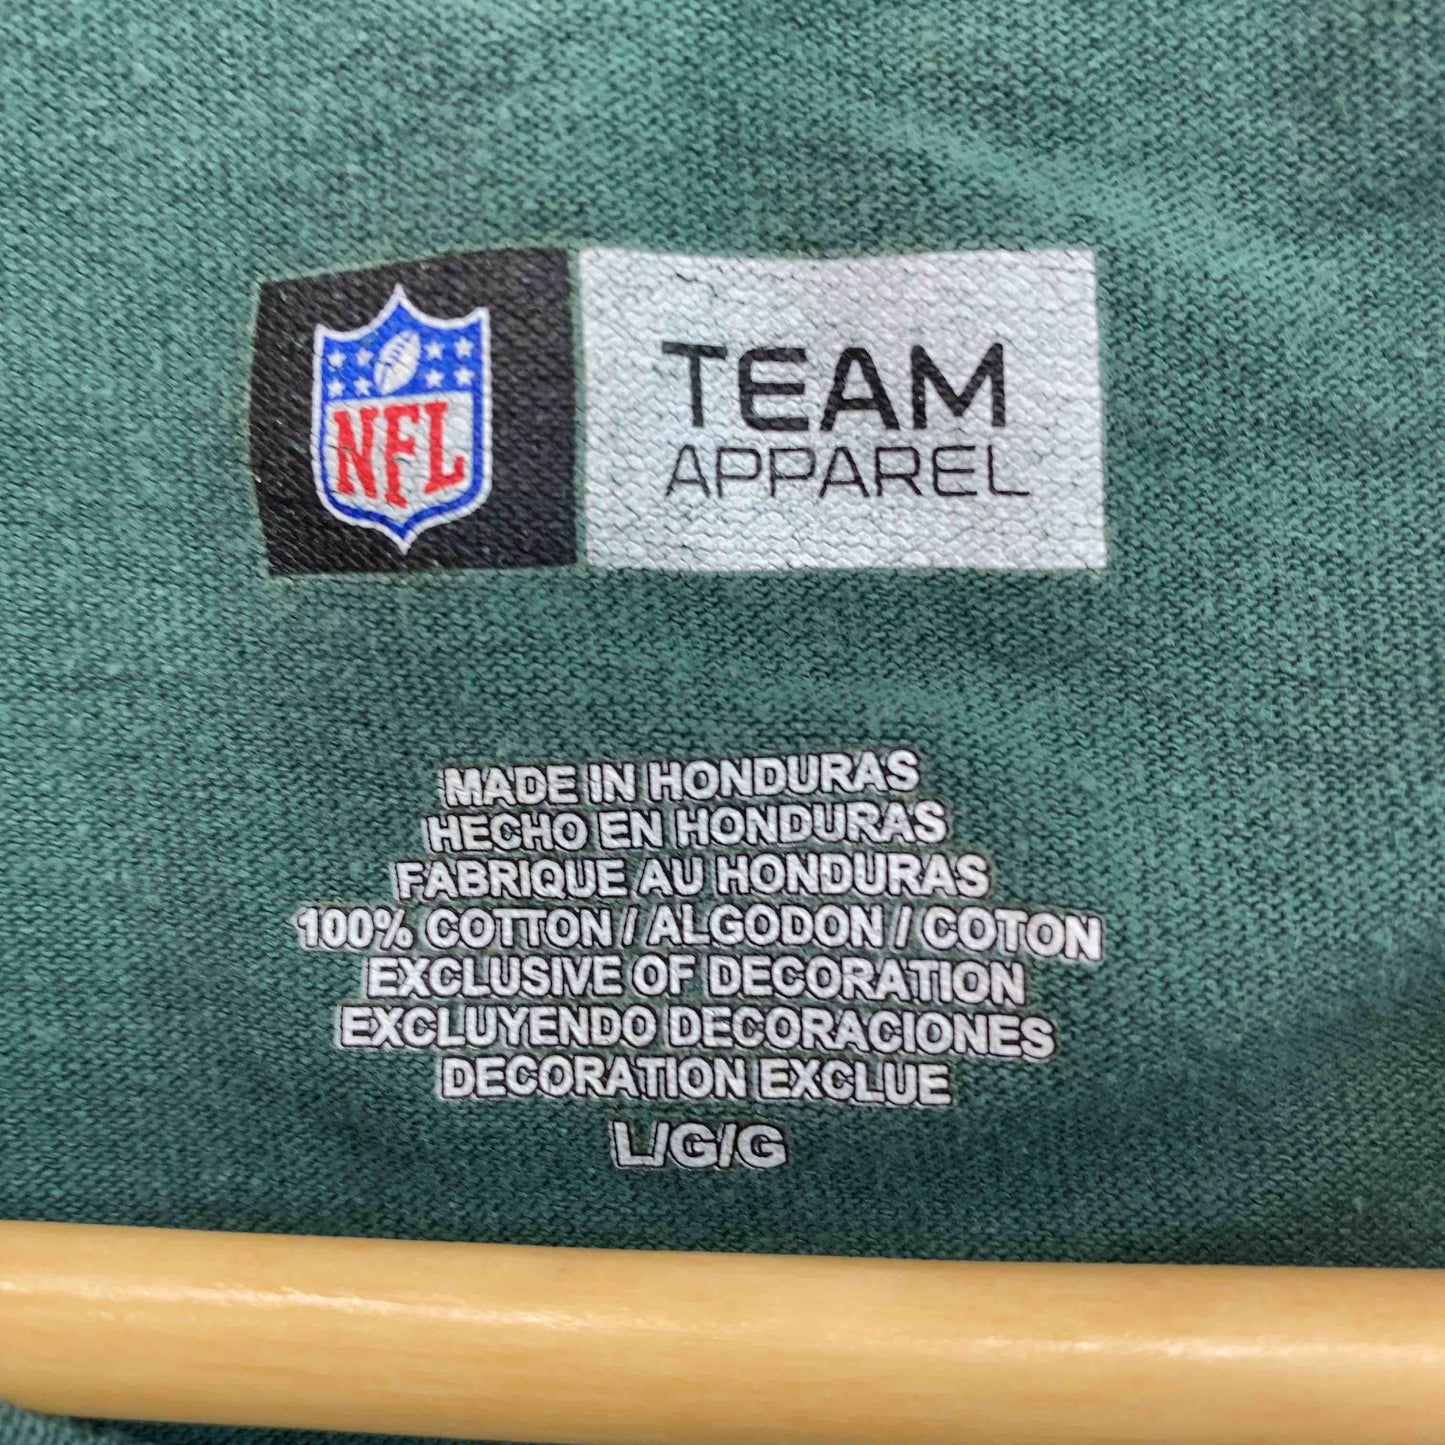 NFL
TEAM
APPAREL
MADE IN HONDURAS
HECHO EN HONDURAS
FABRIQUE AU HONDURAS
100% COTTON / ALGODON / COTON
EXCLUSIVE OF DECORATION
EXCLUYENDO DECORACIONES
DECORATION EXCLUE
L/G/G